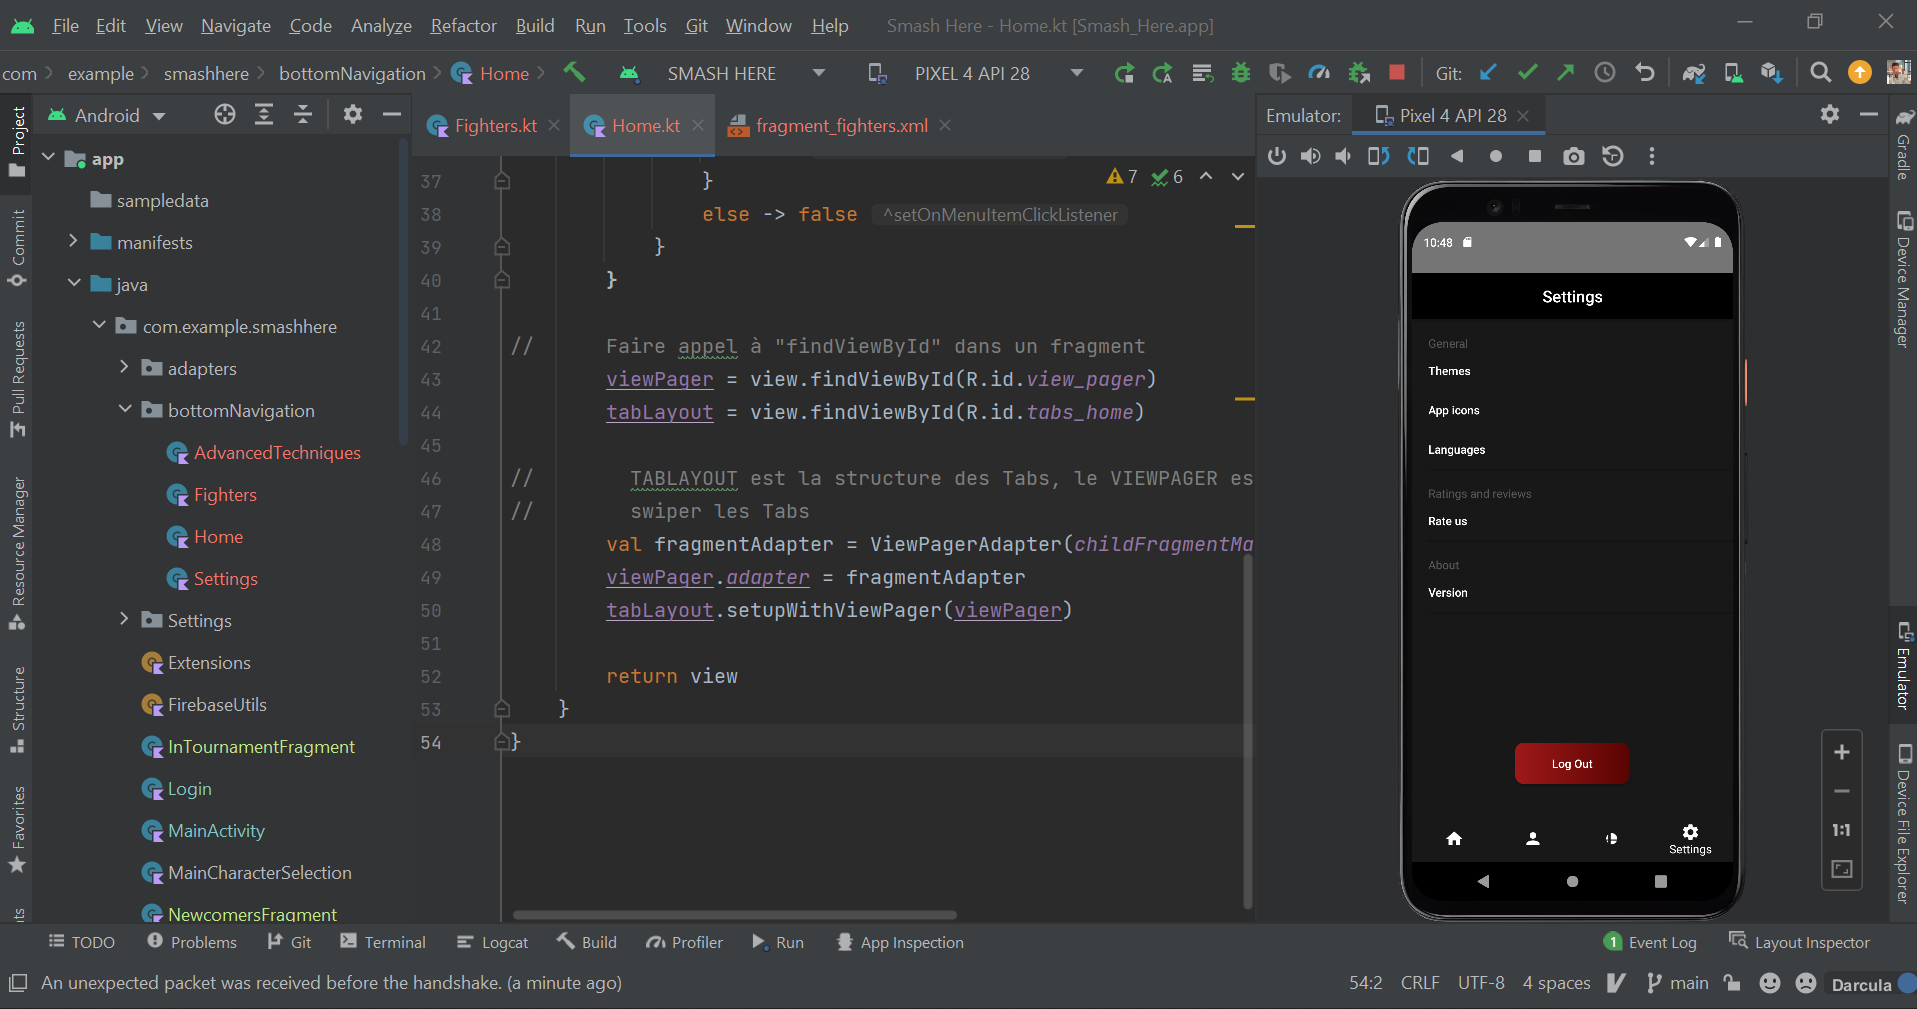 File Edit View Navigate Code Analyze Refactor Build Run Tools Git Window Help Smash Here - Home.kt [Smash_Here.app]
com example smashhere bottomNavigation Home SMASH HERE PIXEL 4 API 28 Git:
Project
Commit
Pull Requests
Resource Manager
Structure
Favorites
Android
app
sampledata
manifests
java
com.example.smashhere
adapters
bottomNavigation
AdvancedTechniques
Fighters
Home
Settings
Settings
Extensions
FirebaseUtils
InTournamentFragment
Login
MainActivity
MainCharacterSelection
NewcomersFragment
Fighters.kt Home.kt fragment_fighters.xml
7 6
37 }
38 else -> false ^setOnMenuItemClickListener
39 }
40 }
41
42 // Faire appel à "findViewById" dans un fragment
43 viewPager = view.findViewById(R.id.view_pager)
44 tabLayout = view.findViewById(R.id.tabs_home)
45
46 // TABLAYOUT est la structure des Tabs, le VIEWPAGER es
47 // swiper les Tabs
48 val fragmentAdapter = ViewPagerAdapter(childFragmentMa
49 viewPager.adapter = fragmentAdapter
50 tabLayout.setupWithViewPager(viewPager)
51
52 return view
53 }
54 }
Emulator: Pixel 4 API 28
10:48
Settings
General
Themes
App icons
Languages
Ratings and reviews
Rate us
About
Version
Log Out
Settings
1:1
Gradle
Device Manager
Emulator
Device File Explorer
TODO Problems Git Terminal Logcat Build Profiler Run App Inspection 1 Event Log Layout Inspector
An unexpected packet was received before the handshake. (a minute ago) 54:2 CRLF UTF-8 4 spaces main Darcula